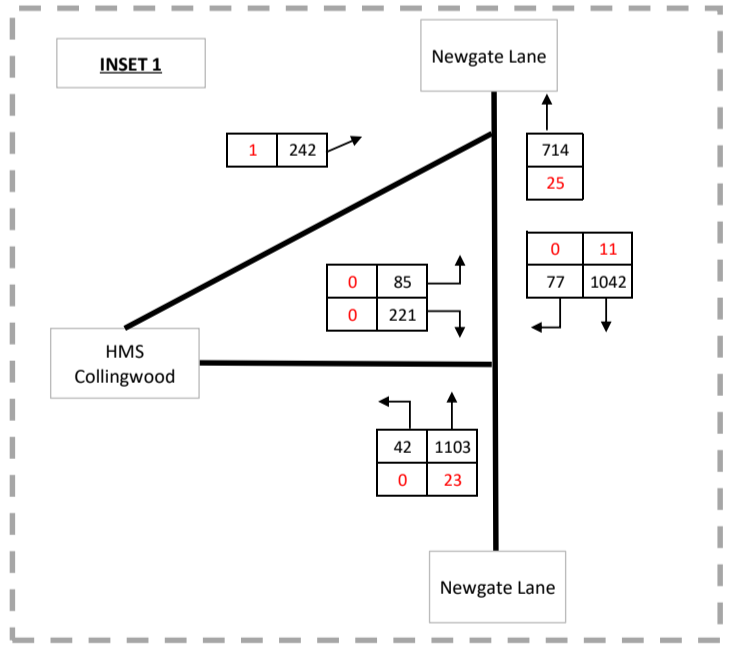 Newgate Lane
INSET 1
1 242
714
25
0 11
77 1042
0 85
0 221
HMS
Collingwood
42 1103
0 23
Newgate Lane